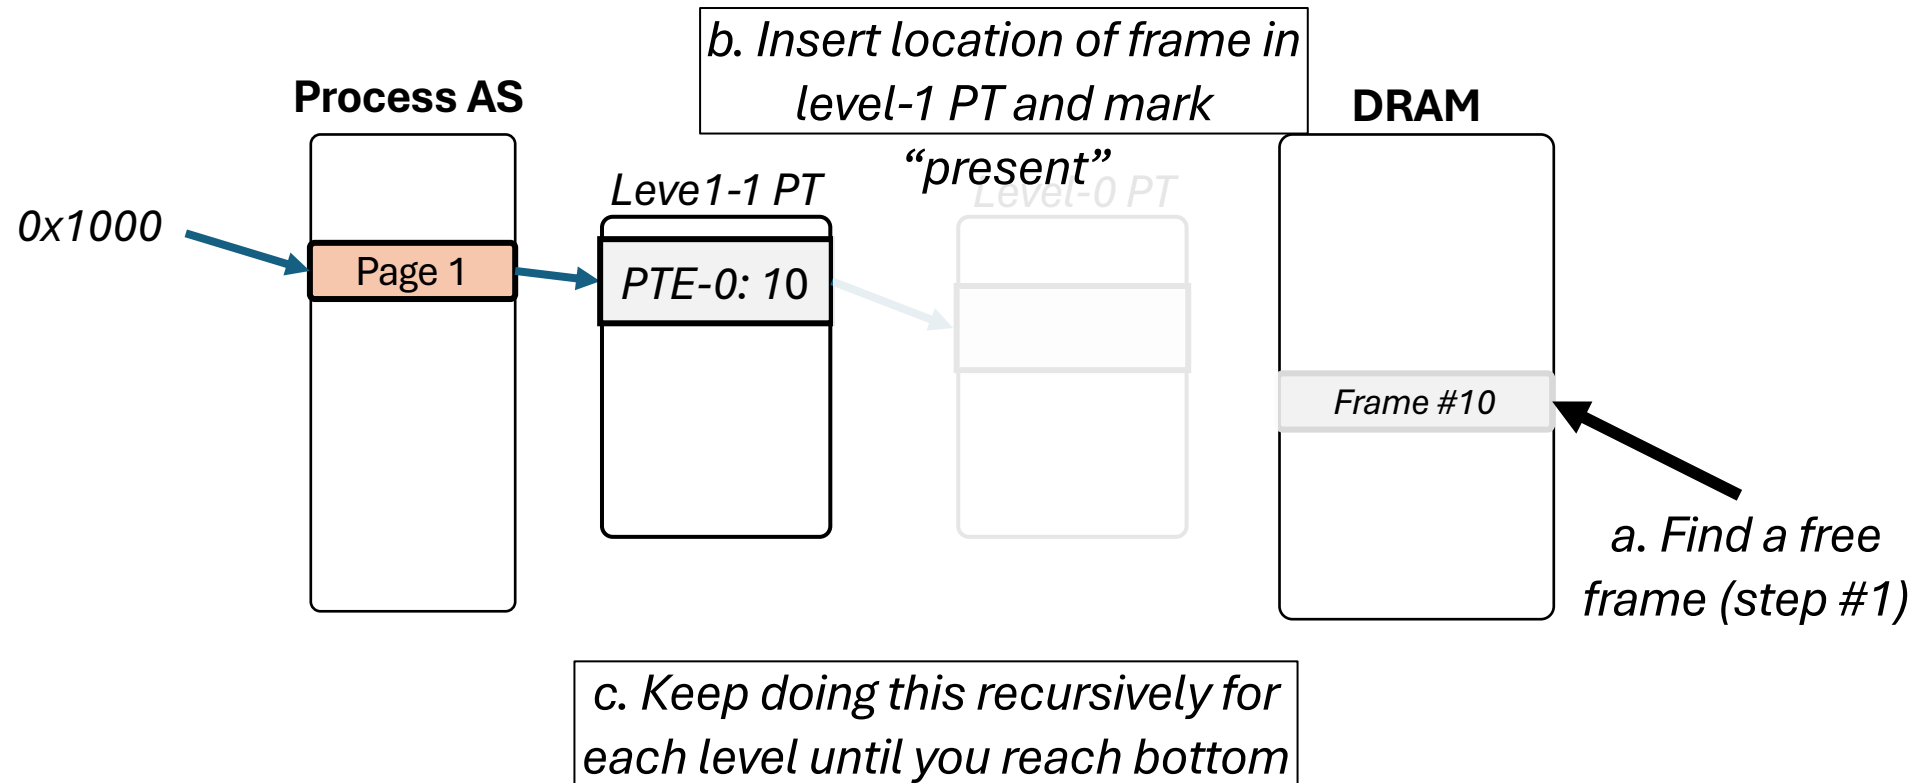 b. Insert location of frame in
level-1 PT and mark
“present”
Process AS
DRAM
Leve1-1 PT
Level-0 PT
0x1000
Page 1
PTE-0: 10
Frame #10
a. Find a free
frame (step #1)
c. Keep doing this recursively for
each level until you reach bottom